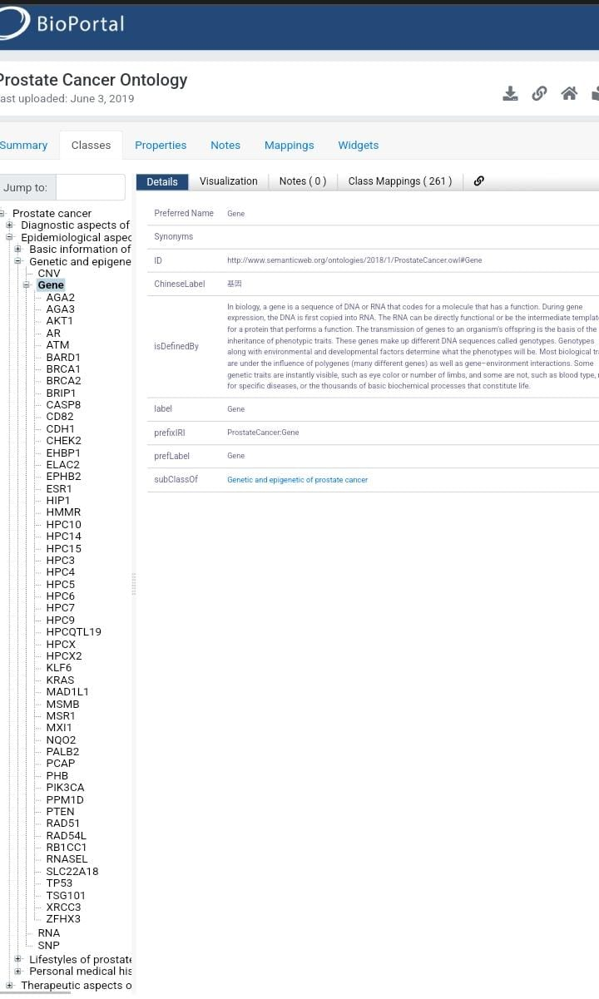 BioPortal
Prostate Cancer Ontology
ast uploaded: June 3, 2019
Summary Classes Properties Notes Mappings Widgets
Jump to:
Details Visualization Notes ( 0 ) Class Mappings ( 261 )
Prostate cancer
Diagnostic aspects of
Epidemiological aspec
Basic information of
Genetic and epigene
CNV
Gene
AGA2
AGA3
AKT1
AR
ATM
BARD1
BRCA1
BRCA2
BRIP1
CASP8
CD82
CDH1
CHEK2
EHBP1
ELAC2
EPHB2
ESR1
HIP1
HMMR
HPC10
HPC14
HPC15
HPC3
HPC4
HPC5
HPC6
HPC7
HPC9
HPCQTL19
HPCX
HPCX2
KLF6
KRAS
MAD1L1
MSMB
MSR1
MXI1
NQO2
PALB2
PCAP
PHB
PIK3CA
PPM1D
PTEN
RAD51
RAD54L
RB1CC1
RNASEL
SLC22A18
TP53
TSG101
XRCC3
ZFHX3
RNA
SNP
Lifestyles of prostate
Personal medical his
Therapeutic aspects o
Preferred Name Gene
Synonyms
ID http://www.semanticweb.org/ontologies/2018/1/ProstateCancer.owl#Gene
ChineseLabel 基因
isDefinedBy
In biology, a gene is a sequence of DNA or RNA that codes for a molecule that has a function. During gene
expression, the DNA is first copied into RNA. The RNA can be directly functional or be the intermediate templat
for a protein that performs a function. The transmission of genes to an organism's offspring is the basis of the
inheritance of phenotypic traits. These genes make up different DNA sequences called genotypes. Genotypes
along with environmental and developmental factors determine what the phenotypes will be. Most biological tra
are under the influence of polygenes (many different genes) as well as gene–environment interactions. Some
genetic traits are instantly visible, such as eye color or number of limbs, and some are not, such as blood type,
for specific diseases, or the thousands of basic biochemical processes that constitute life.
label Gene
prefixIRI ProstateCancer:Gene
prefLabel Gene
subClassOf Genetic and epigenetic of prostate cancer